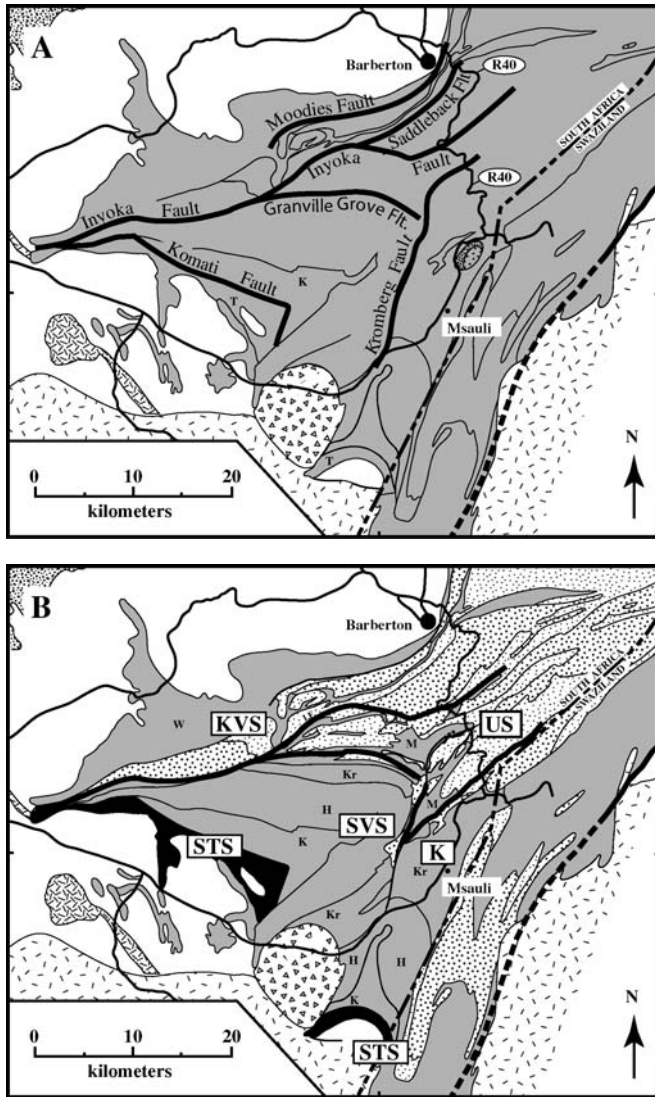 A
Barberton
R40
Moodies Fault
Saddleback Flt.
SOUTH AFRICA
SWAZILAND
Inyoka Fault
R40
Inyoka Fault
Granville Grove Flt.
Komati Fault
K
T
Kromberg Fault
Msauli
T
N
0 10 20
kilometers
B
Barberton
SOUTH AFRICA
SWAZILAND
W
KVS
US
M
Kr
H
SVS
M
STS
K
K
Kr
Msauli
Kr
H
H
K
STS
N
0 10 20
kilometers